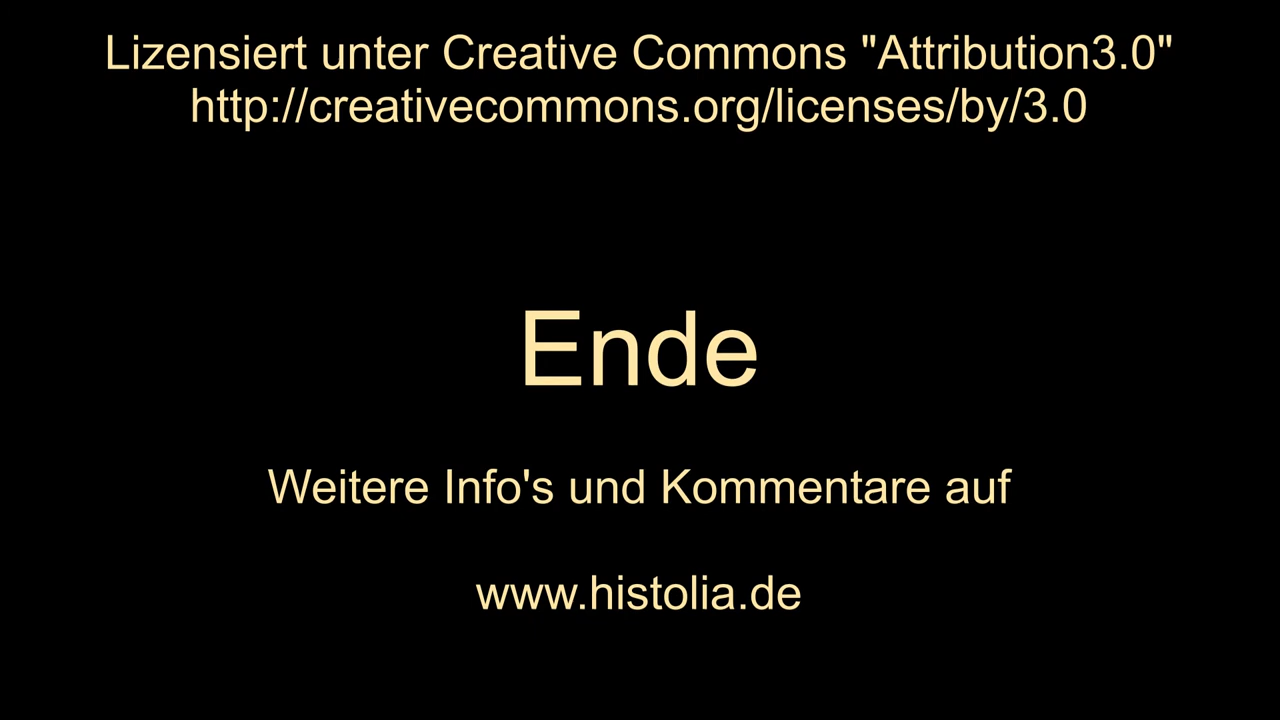 Lizensiert unter Creative Commons "Attribution3.0"
http://creativecommons.org/licenses/by/3.0
Ende
Weitere Info's und Kommentare auf
www.histolia.de